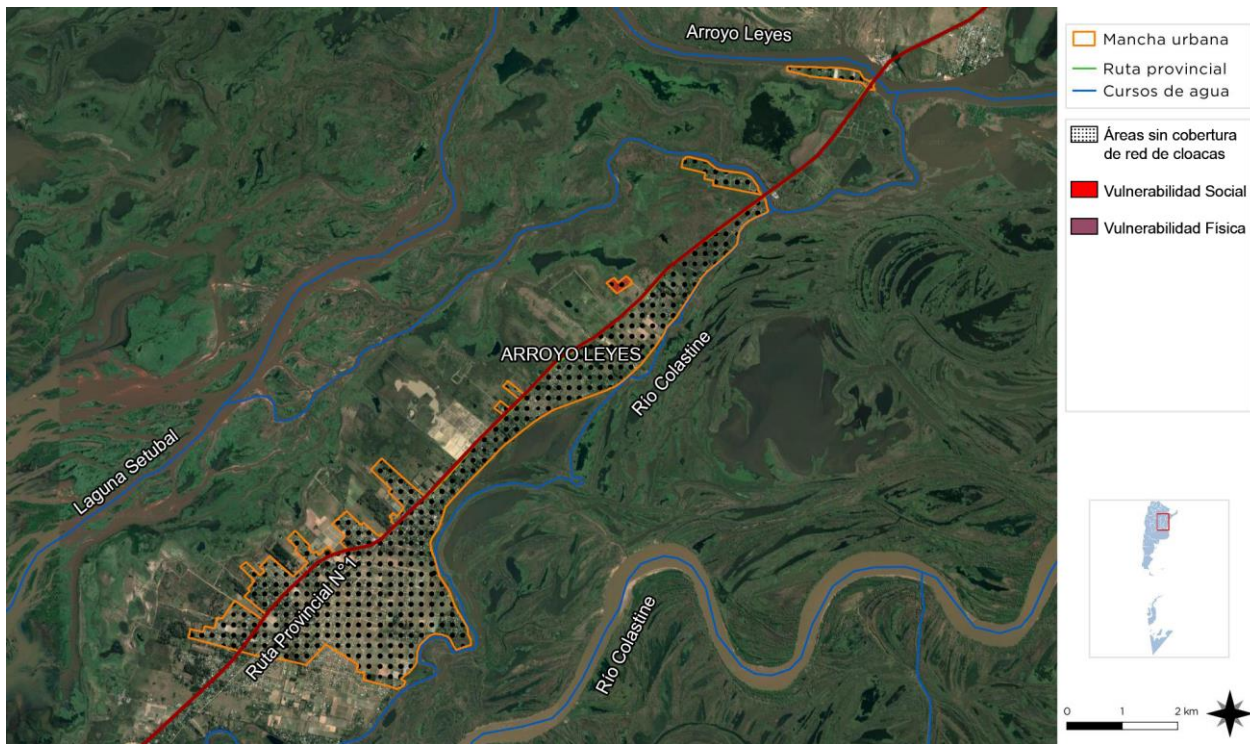 Arroyo Leyes
ARROYO LEYES
Río Colastine
Laguna Setubal
Ruta Provincial N°1
Río Colastine
Mancha urbana
Ruta provincial
Cursos de agua
Áreas sin cobertura
de red de cloacas
Vulnerabilidad Social
Vulnerabilidad Física
0 1 2 km